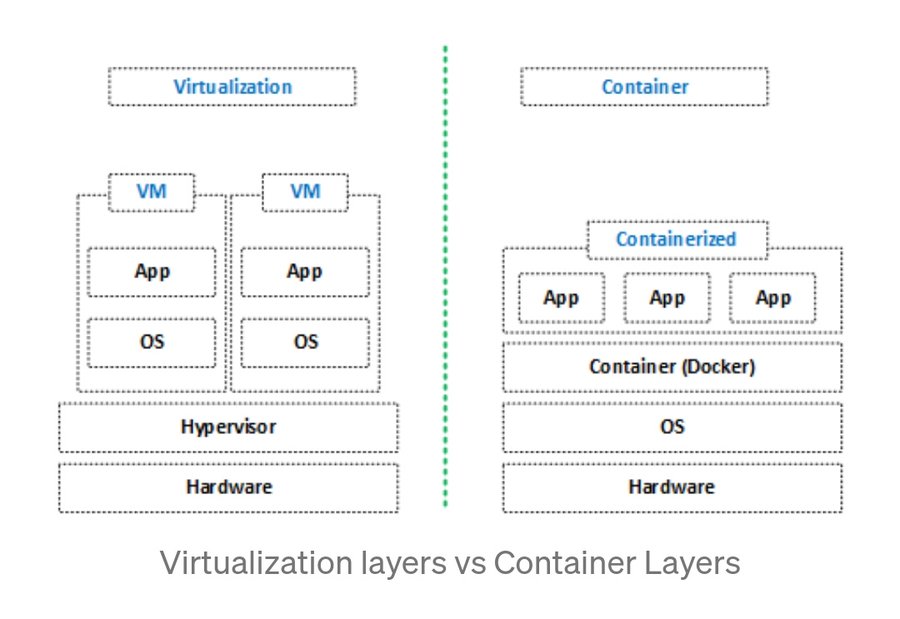 Virtualization
Container
VM
VM
App
App
OS
OS
Hypervisor
Hardware
Containerized
App
App
App
Container (Docker)
OS
Hardware
Virtualization layers vs Container Layers